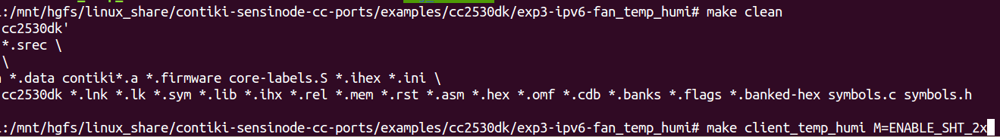 :/mnt/hgfs/linux_share/contiki-sensinode-cc-ports/examples/cc2530dk/exp3-ipv6-fan_temp_humi# make clean
cc2530dk'
*.srec \
\
*.data contiki*.a *.firmware core-labels.S *.ihex *.ini \
cc2530dk *.lnk *.lk *.sym *.lib *.ihx *.rel *.mem *.rst *.asm *.hex *.omf *.cdb *.banks *.flags *.banked-hex symbols.c symbols.h
:/mnt/hgfs/linux_share/contiki-sensinode-cc-ports/examples/cc2530dk/exp3-ipv6-fan_temp_humi# make client_temp_humi M=ENABLE_SHT_2x